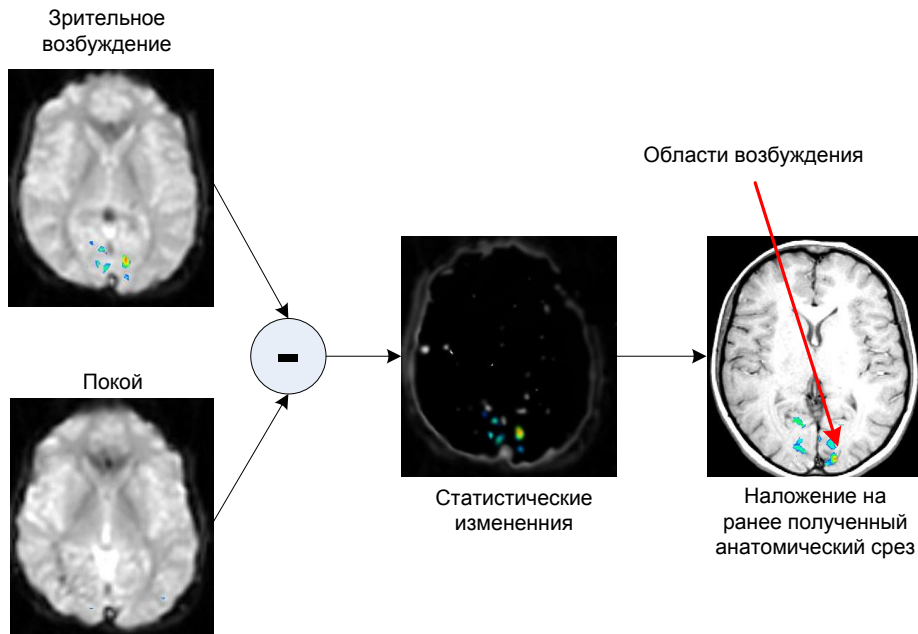 Зрительное
возбуждение
Области возбуждения
Покой
Статистические
измененния
Наложение на
ранее полученный
анатомический срез